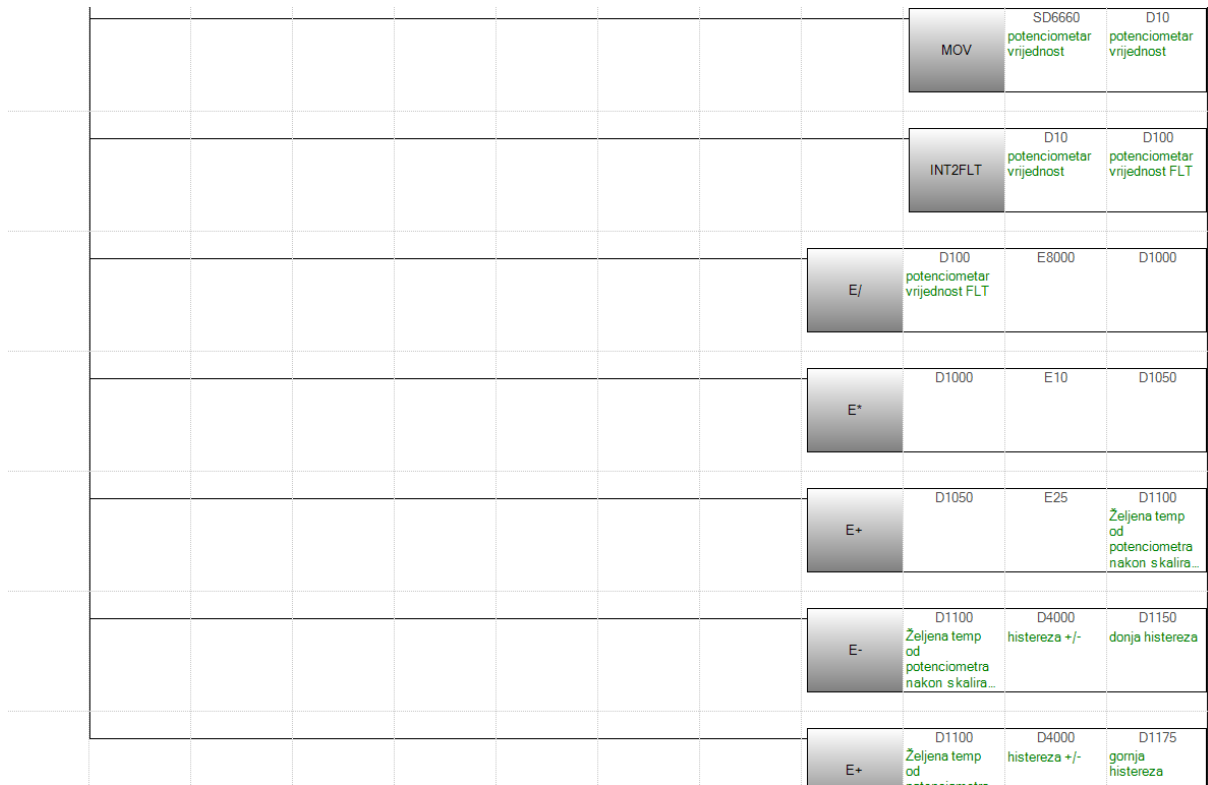 SD6660 D10
MOV
potenciometar vrijednost
potenciometar vrijednost
D10 D100
INT2FLT
potenciometar vrijednost
potenciometar vrijednost FLT
D100 E8000 D1000
E/
potenciometar vrijednost FLT
D1000 E10 D1050
E*
D1050 E25 D1100
E+
Željena temp od potenciometra nakon skalira...
D1100 D4000 D1150
E-
Željena temp od potenciometra nakon skalira...
histereza +/-
donja histereza
D1100 D4000 D1175
E+
Željena temp od
histereza +/-
gornja histereza